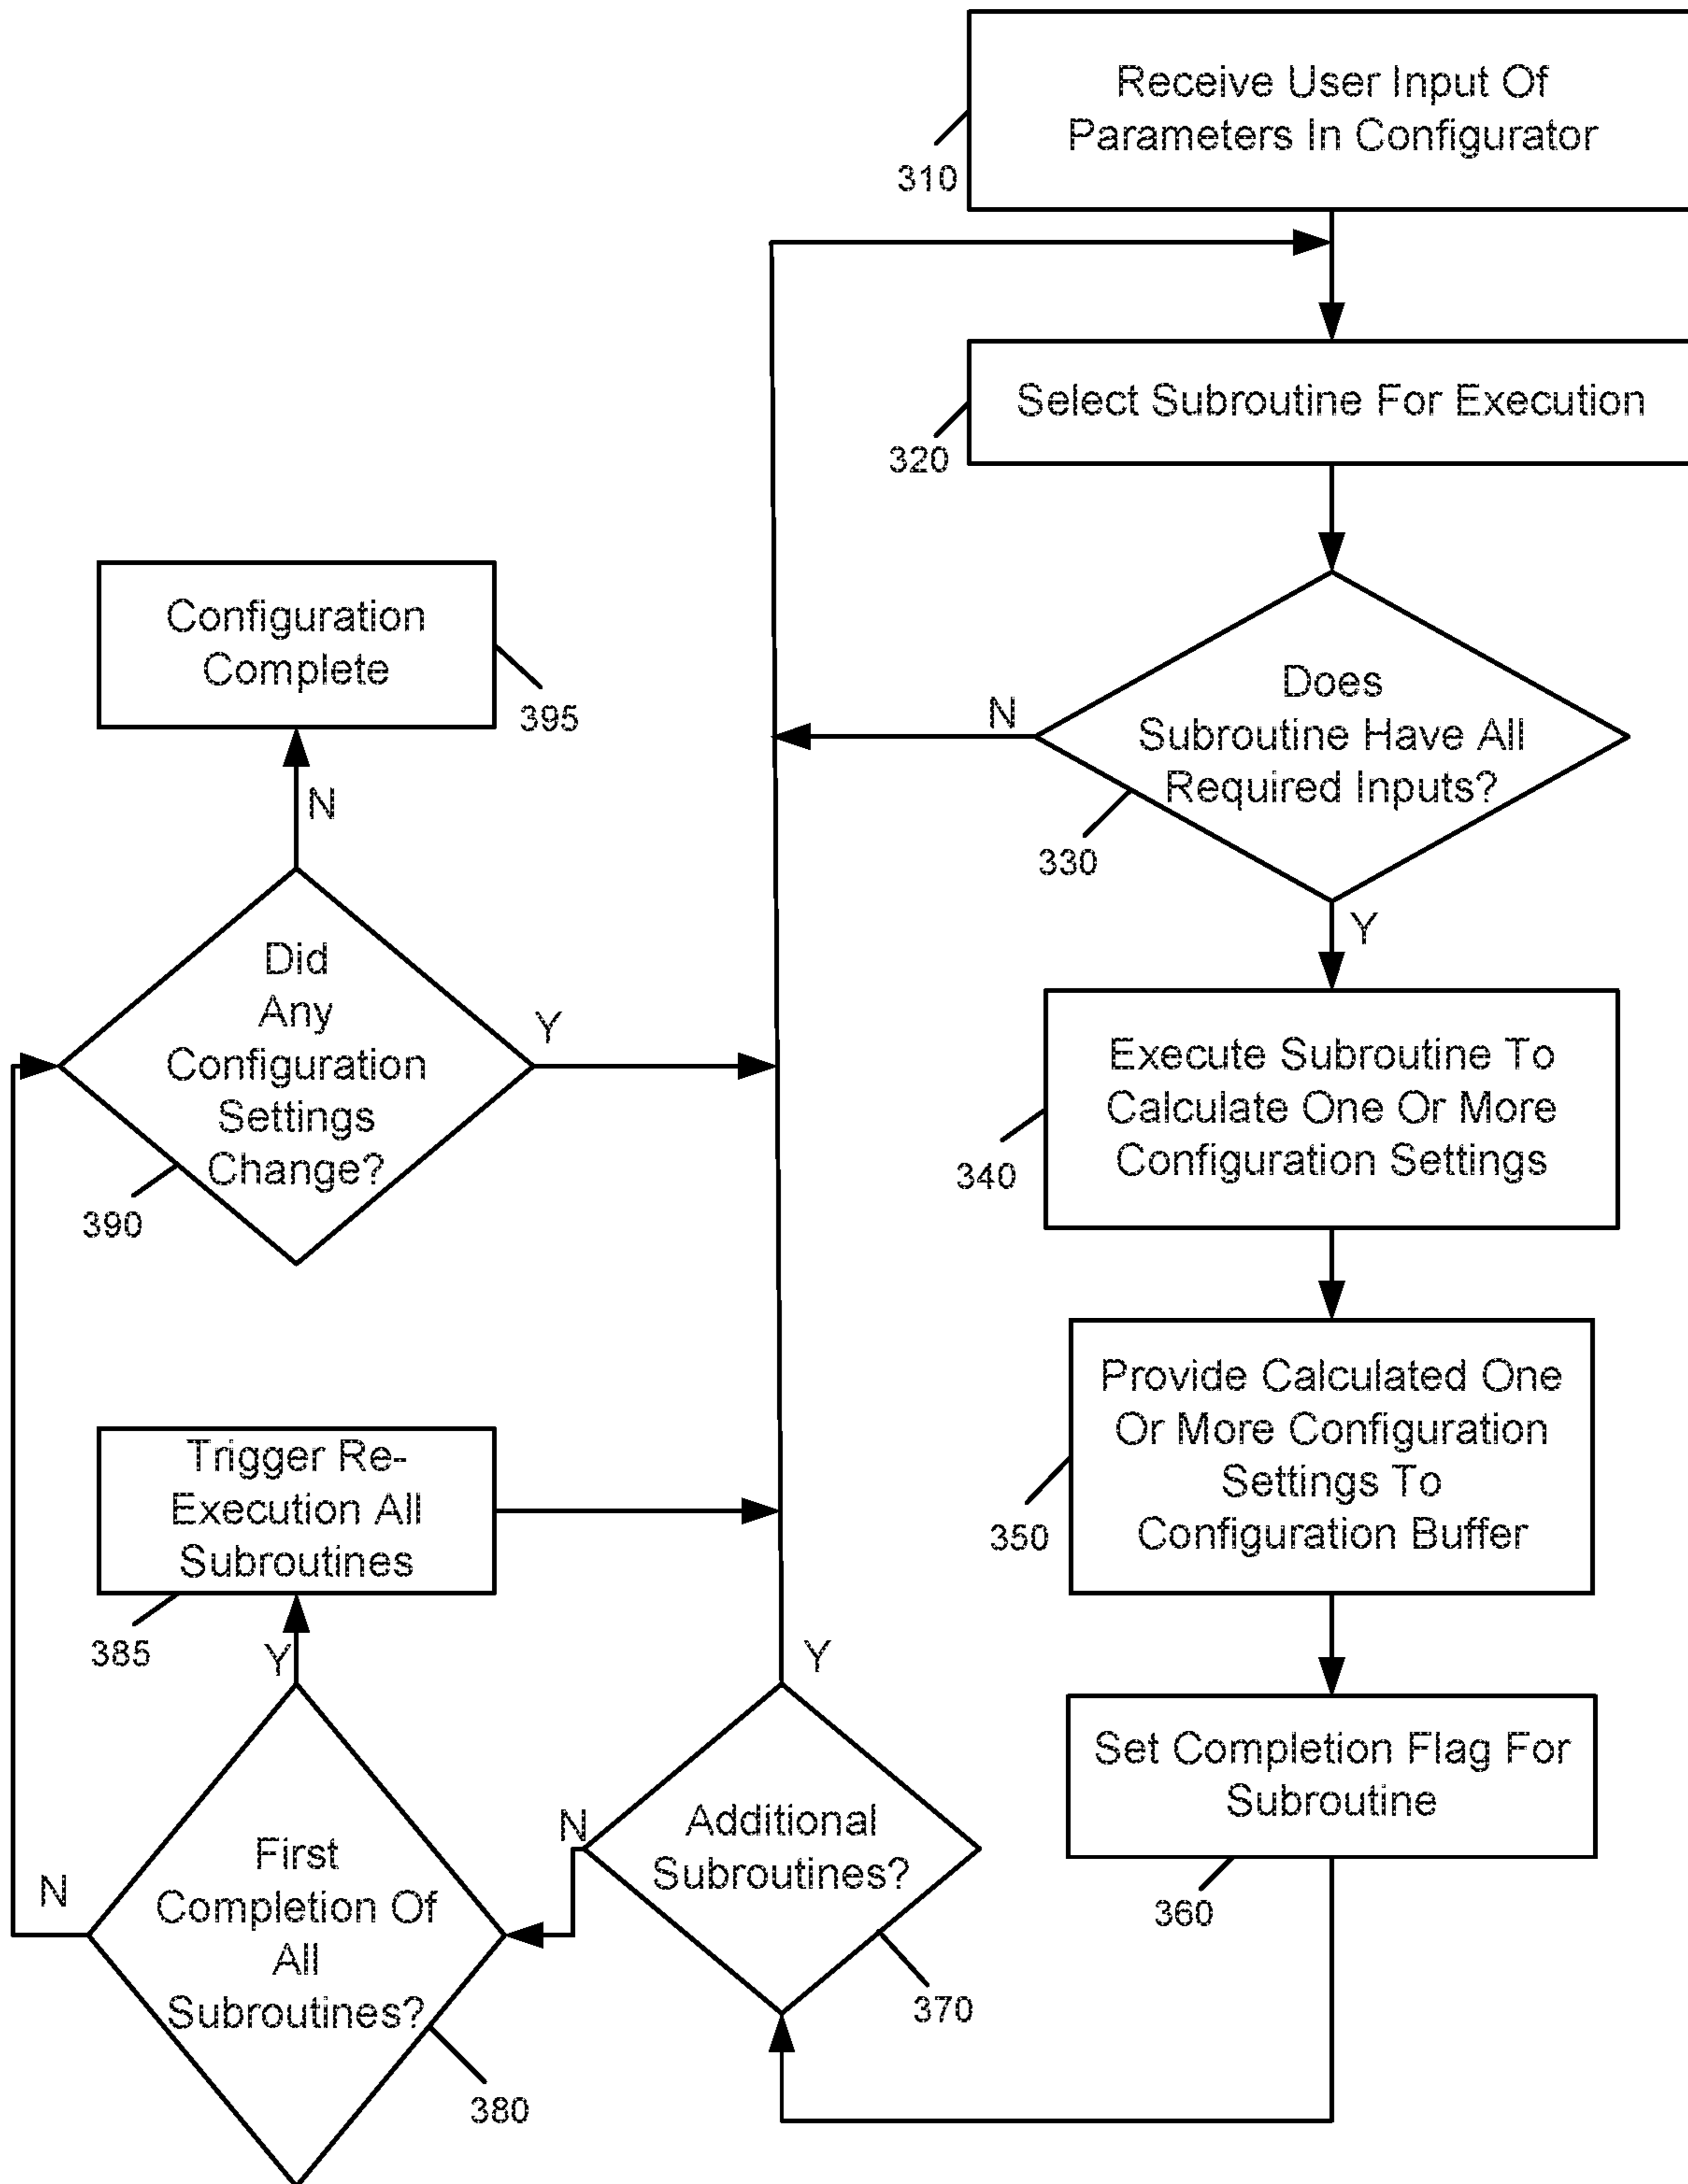 Receive User Input Of
Parameters In Configurator
310
Select Subroutine For Execution
320
Does
Subroutine Have All
Required Inputs?
N
330
Y
Execute Subroutine To
Calculate One Or More
Configuration Settings
340
Provide Calculated One
Or More Configuration
Settings To
Configuration Buffer
350
Set Completion Flag For
Subroutine
360
Additional
Subroutines?
Y
N
370
First
Completion Of
All
Subroutines?
Y
N
380
Trigger Re-
Execution All
Subroutines
385
Did
Any
Configuration
Settings
Change?
Y
N
390
Configuration
Complete
395